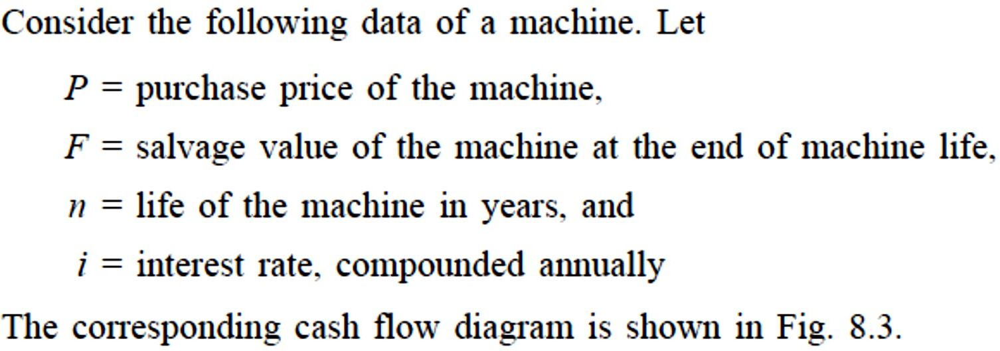 Consider the following data of a machine. Let
P = purchase price of the machine,
F = salvage value of the machine at the end of machine life,
n = life of the machine in years, and
i = interest rate, compounded annually
The corresponding cash flow diagram is shown in Fig. 8.3.